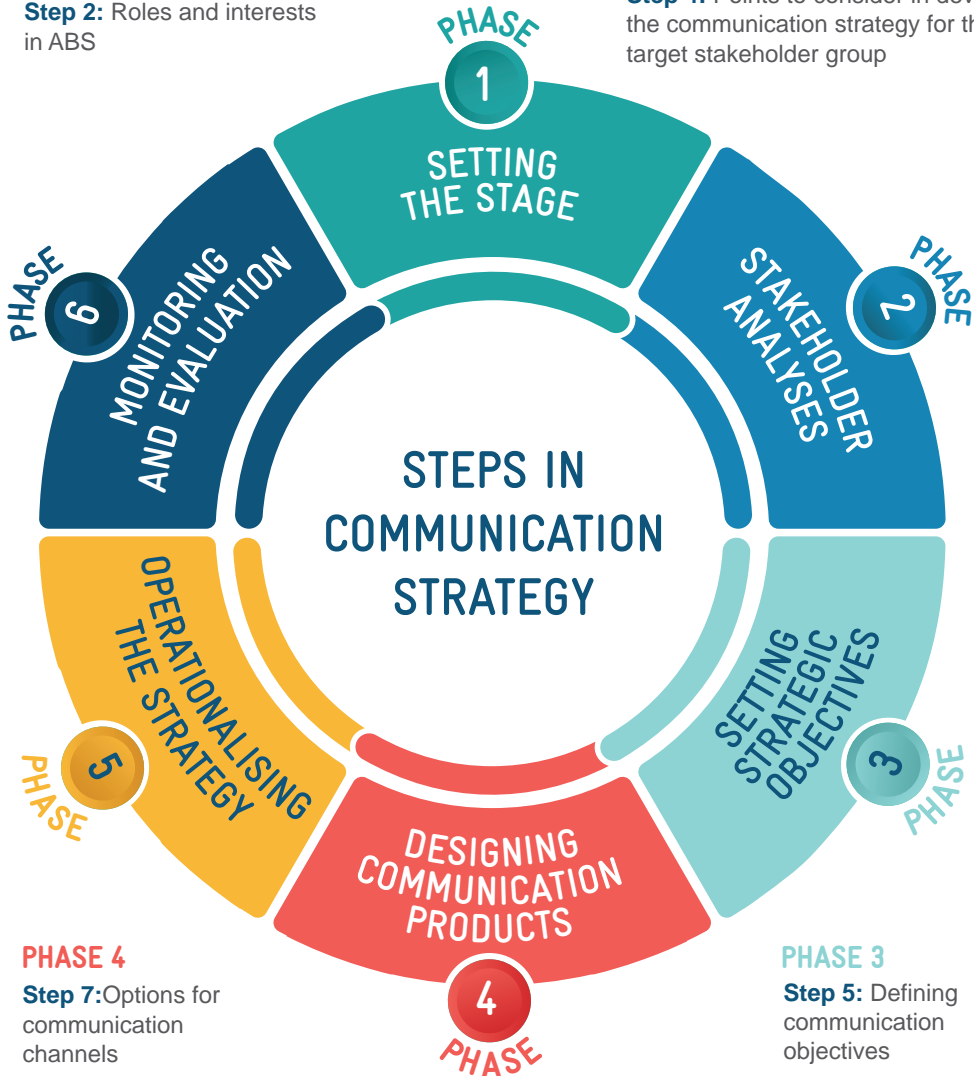 Step 2: Roles and interests
in ABS
the communication strategy for
target stakeholder group
PHASE
1
SETTING
THE STAGE
PHASE
2
STAKEHOLDER
ANALYSES
PHASE
3
SETTING
STRATEGIC
OBJECTIVES
PHASE
4
DESIGNING
COMMUNICATION
PRODUCTS
PHASE
5
OPERATIONALISING
THE STRATEGY
PHASE
6
MONITORING
AND EVALUATION
STEPS IN
COMMUNICATION
STRATEGY
PHASE 4
Step 7:Options for
communication
channels
PHASE 3
Step 5: Defining
communication
objectives